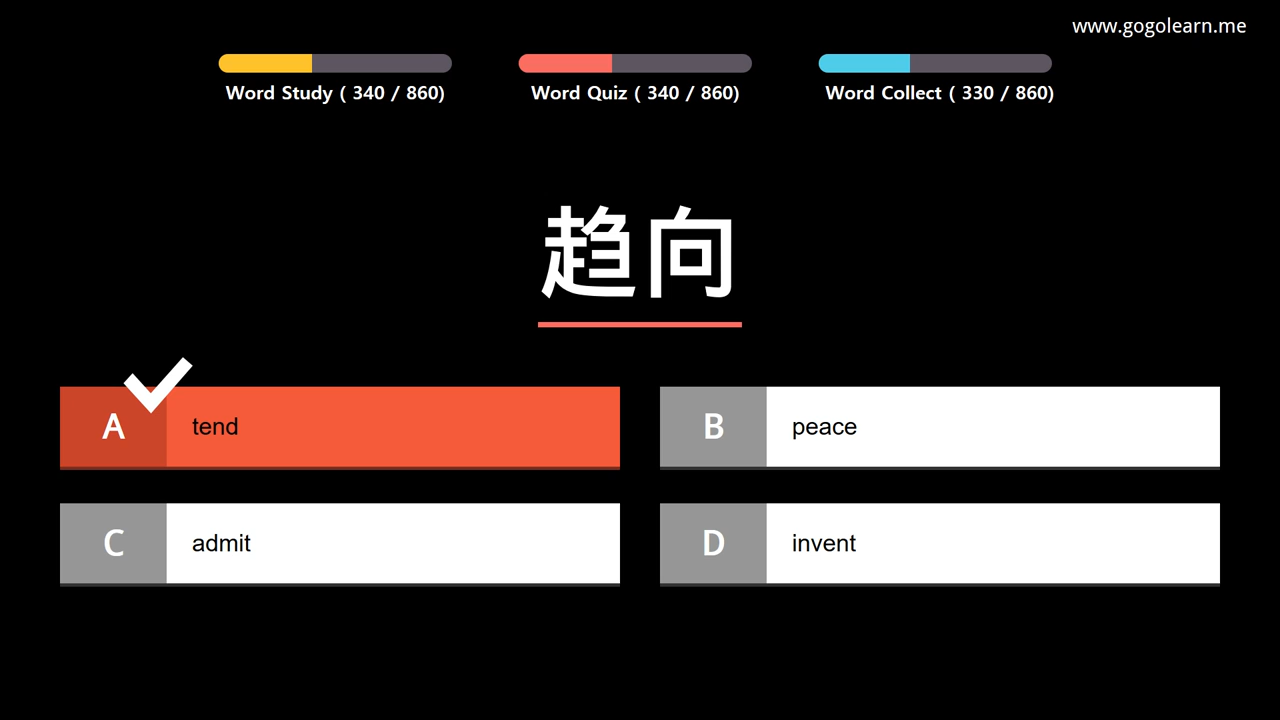 www.gogolearn.me
Word Study ( 340 / 860)
Word Quiz ( 340 / 860)
Word Collect ( 330 / 860)
趋向
A tend
B peace
C admit
D invent